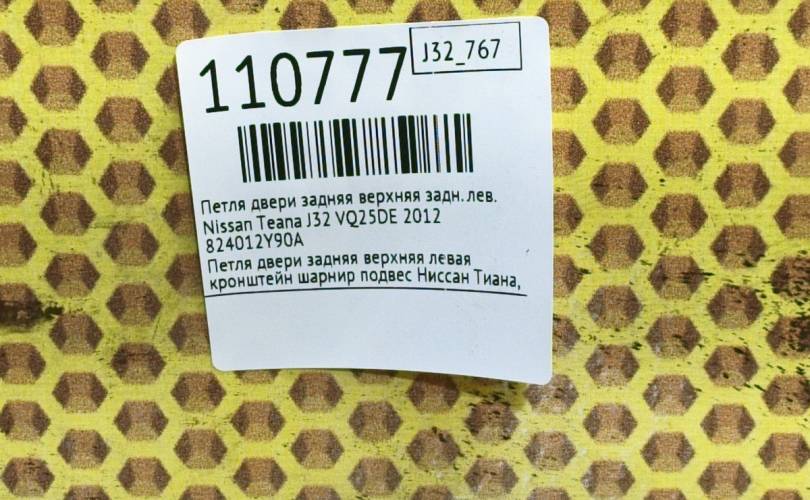 110777
J32_767
Петля двери задняя верхняя задн.лев.
Nissan Teana J32 VQ25DE 2012
824012Y90A
Петля двери задняя верхняя левая
кронштейн шарнир подвес Ниссан Тиана,